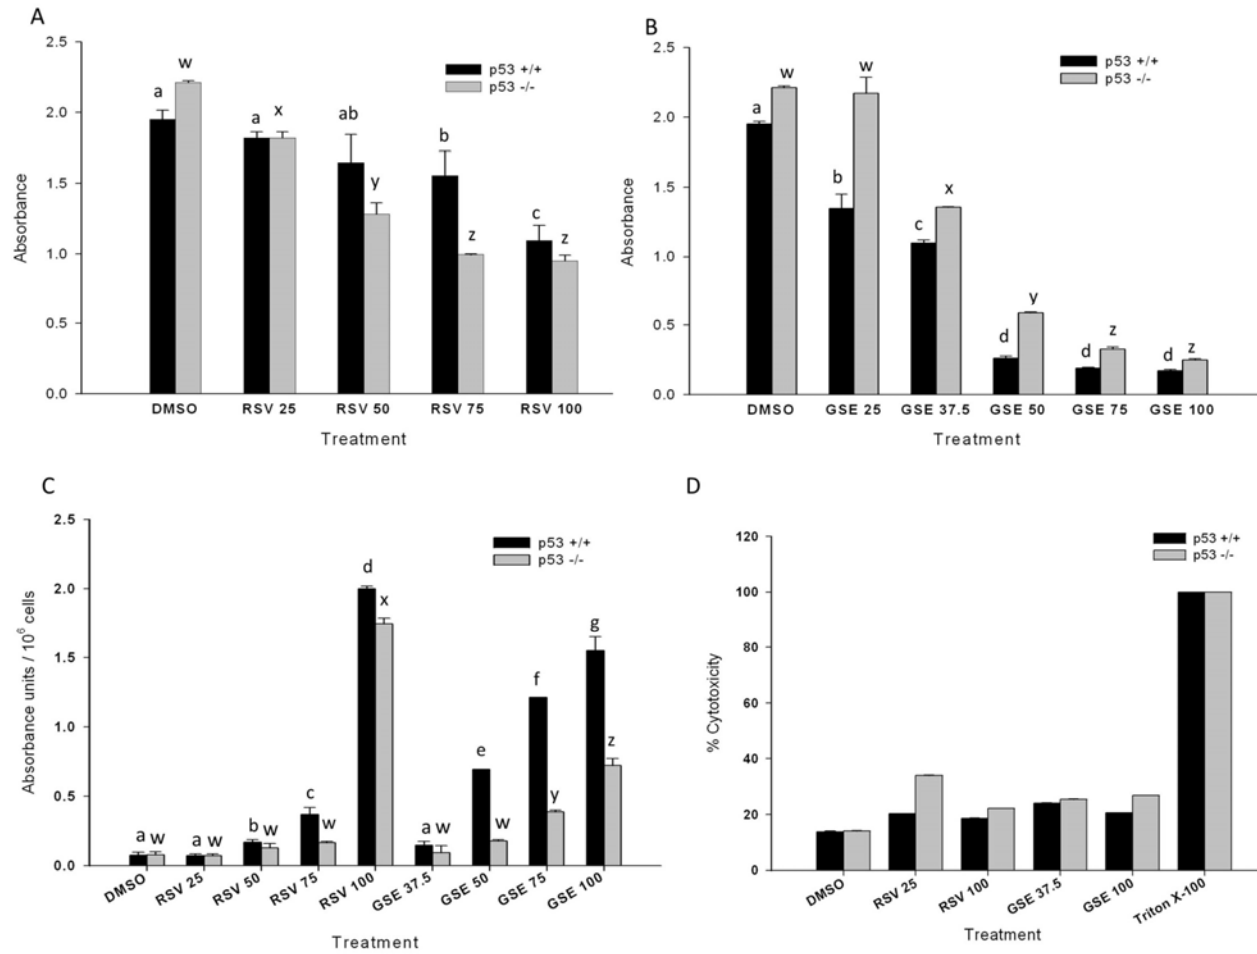 A
2.5
2.0
1.5
1.0
0.5
0.0
Absorbance
p53 +/+
p53 -/-
a w
a x
ab y
b z
c z
DMSO RSV 25 RSV 50 RSV 75 RSV 100
Treatment
B
2.5
2.0
1.5
1.0
0.5
0.0
Absorbance
p53 +/+
p53 -/-
a w
b w
c x
d y
d z
d z
DMSO GSE 25 GSE 37.5 GSE 50 GSE 75 GSE 100
Treatment
C
2.5
2.0
1.5
1.0
0.5
0.0
Absorbance units / 10⁶ cells
p53 +/+
p53 -/-
a w
a w
b w
c w
d x
a w
e w
f y
g z
DMSO RSV 25 RSV 50 RSV 75 RSV 100 GSE 37.5 GSE 50 GSE 75 GSE 100
Treatment
D
120
100
80
60
40
20
0
% Cytotoxicity
p53 +/+
p53 -/-
DMSO RSV 25 RSV 100 GSE 37.5 GSE 100 Triton X-100
Treatment